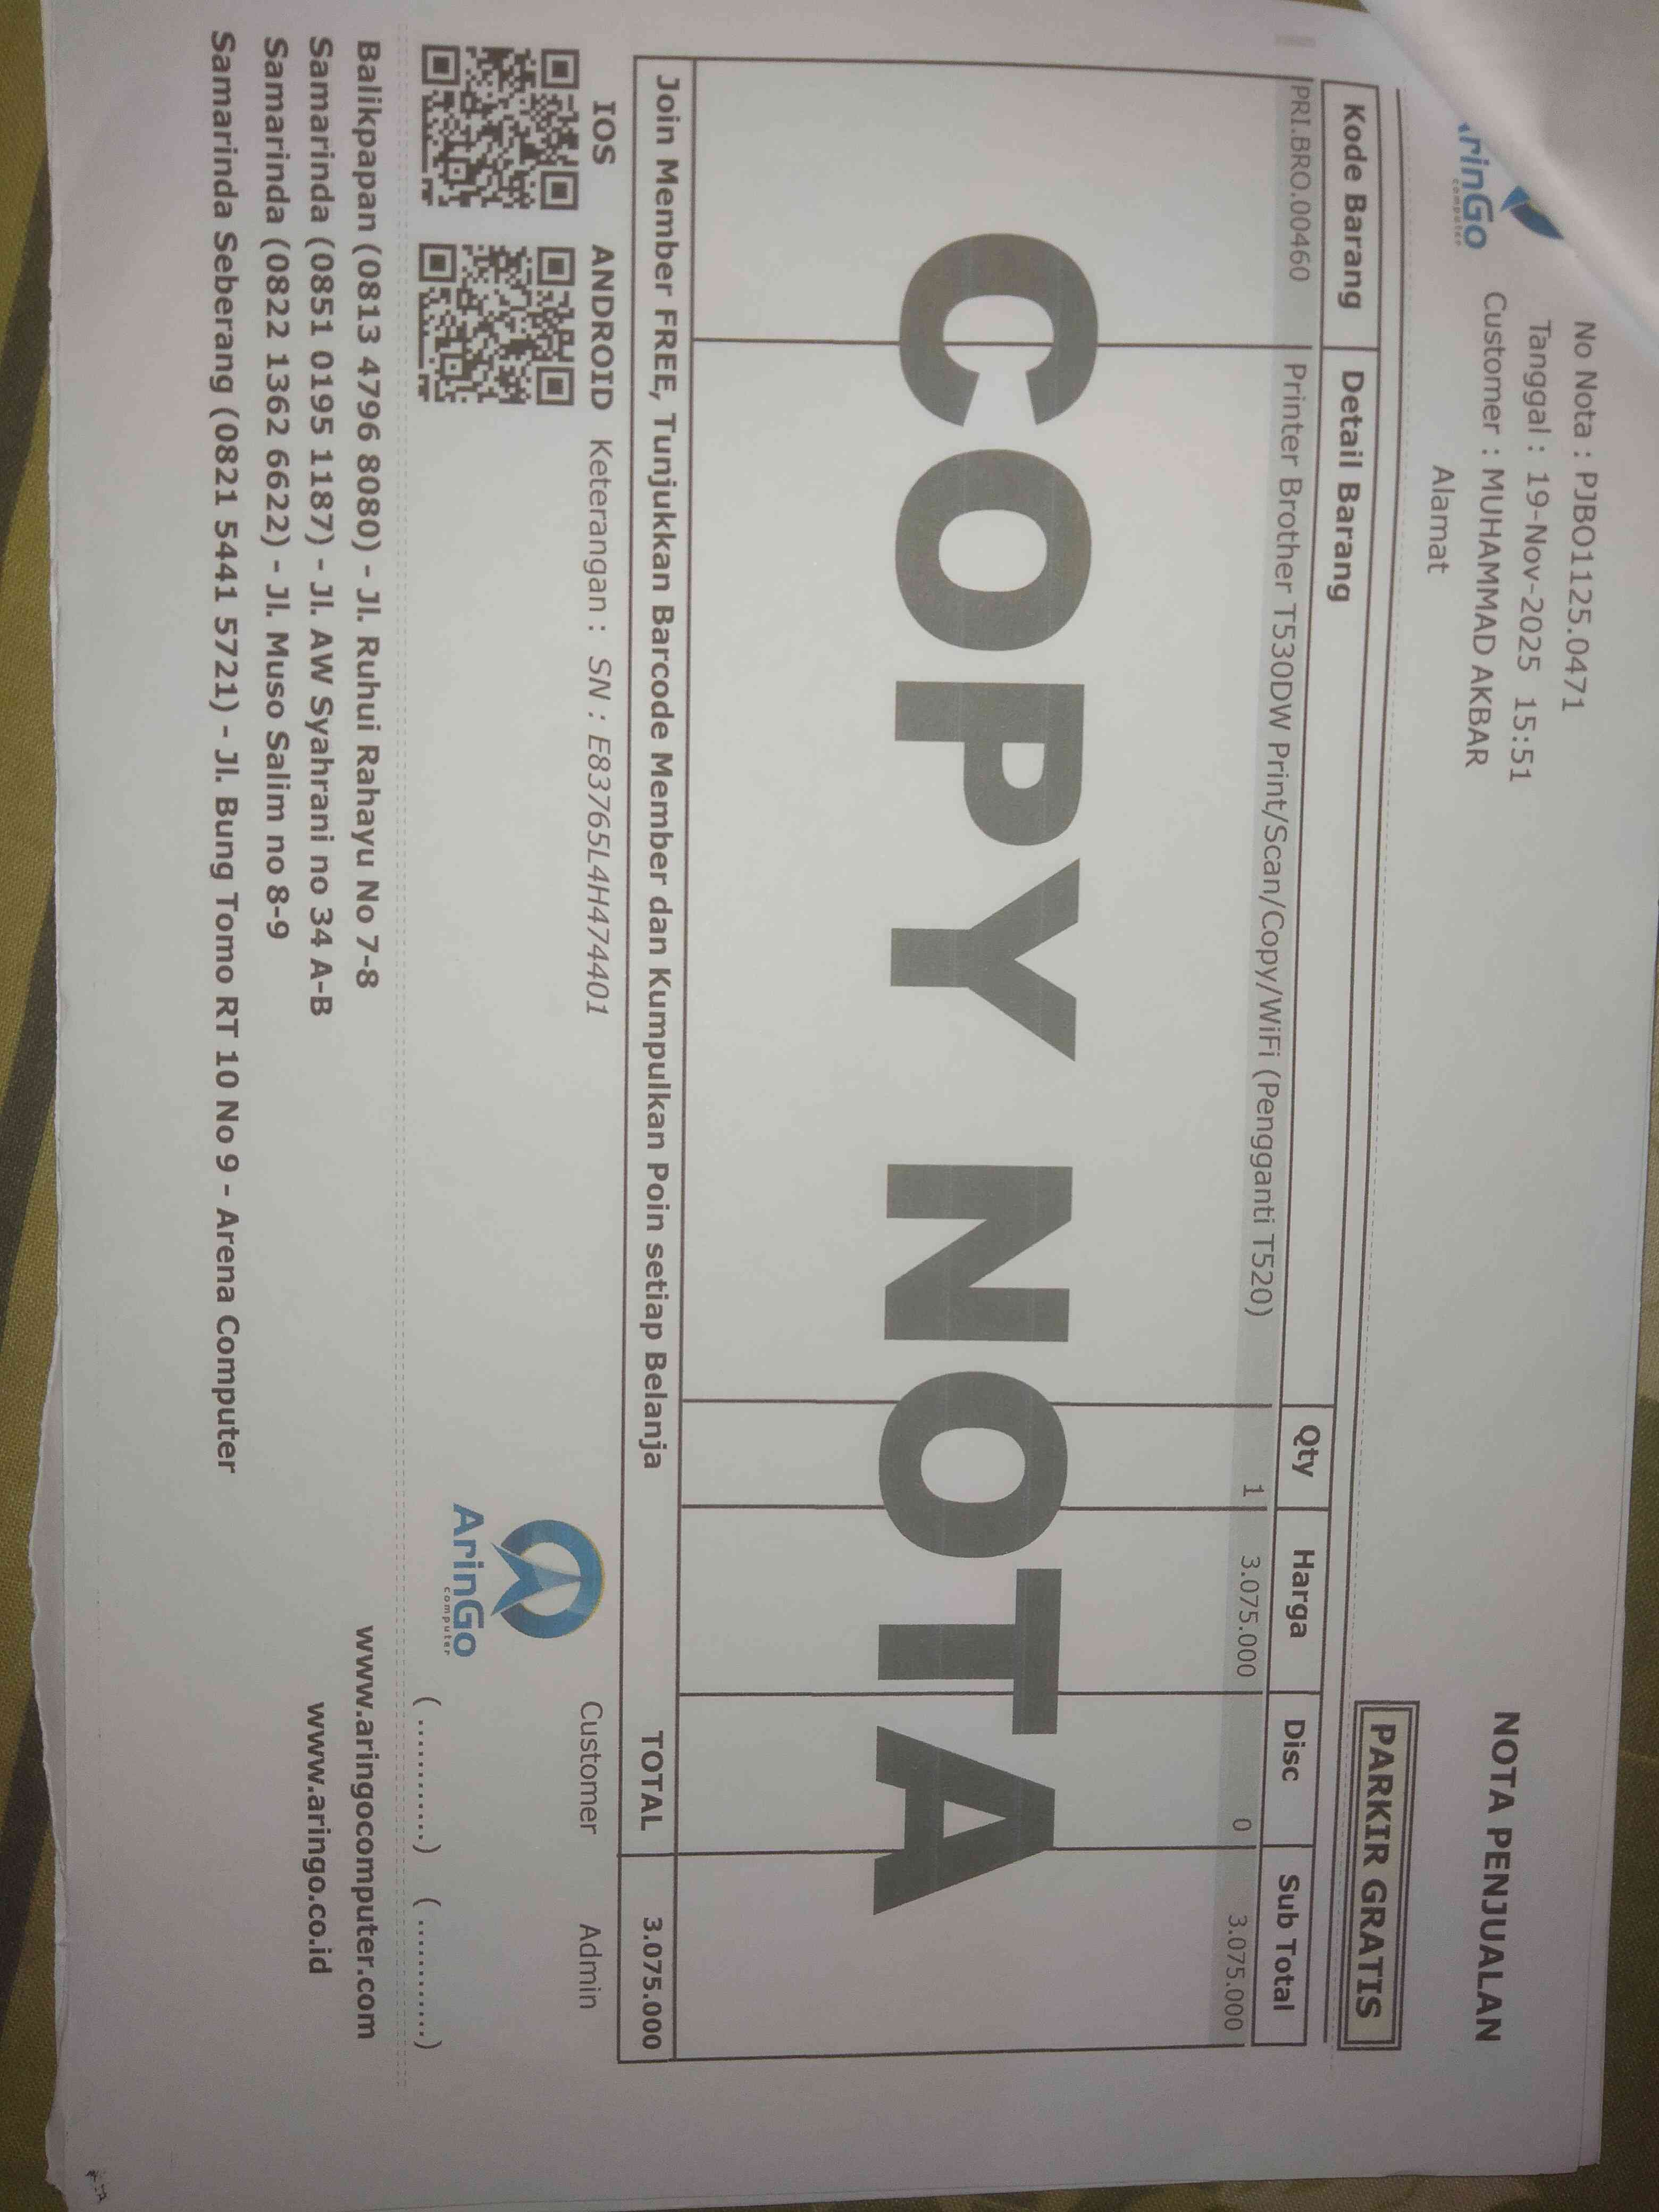 rinGo
computer
No Nota : PJBO1125.0471
Tanggal : 19-Nov-2025 15:51
Customer : MUHAMMAD AKBAR
Alamat
NOTA PENJUALAN
PARKIR GRATIS
Kode Barang Detail Barang Qty Harga Disc Sub Total
PRI.BRO.00460 Printer Brother T530DW Print/Scan/Copy/WiFi (Pengganti T520) 1 3.075.000 0 3.075.000
COPY NOTA
Join Member FREE, Tunjukkan Barcode Member dan Kumpulkan Poin setiap Belanja TOTAL 3.075.000
IOS ANDROID Keterangan : SN : E83765L4H474401 Customer Admin
ArinGo
computer
(...........) (...........)
Balikpapan (0813 4796 8080) - Jl. Ruhui Rahayu No 7-8 www.aringocomputer.com
Samarinda (0851 0195 1187) - Jl. AW Syahrani no 34 A-B www.aringo.co.id
Samarinda (0822 1362 6622) - Jl. Muso Salim no 8-9
Samarinda Seberang (0821 5441 5721) - Jl. Bung Tomo RT 10 No 9 - Arena Computer